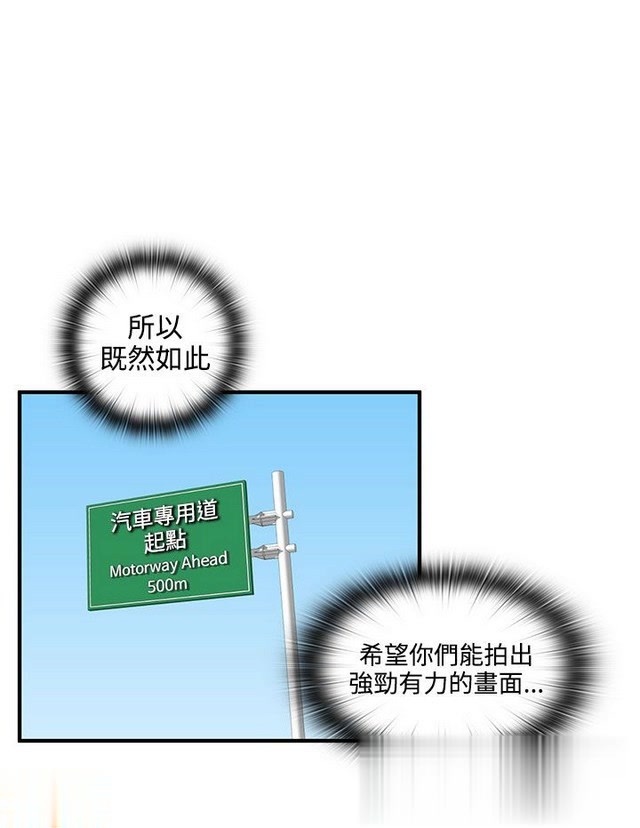 所以
既然如此
汽車專用道
起點
Motorway Ahead
500m
希望你們能拍出
強勁有力的畫面...